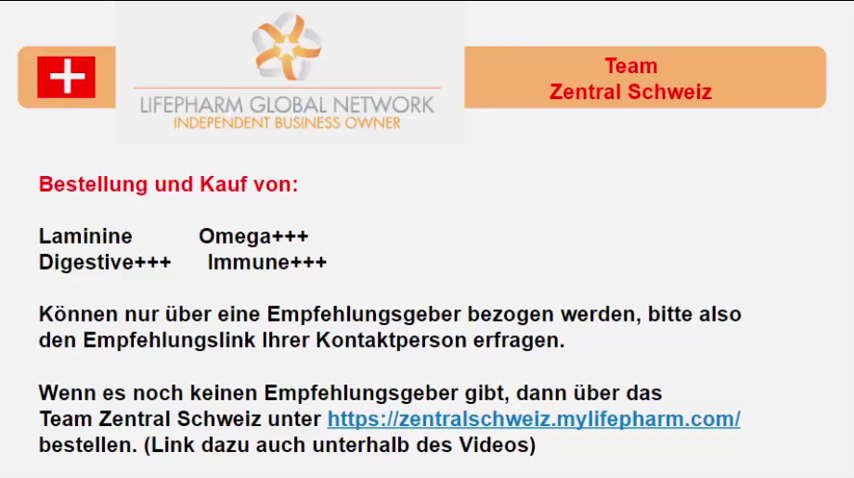 LIFEPHARM GLOBAL NETWORK
INDEPENDENT BUSINESS OWNER
Team
Zentral Schweiz
Bestellung und Kauf von:
Laminine Omega+++
Digestive+++ Immune+++
Können nur über eine Empfehlungsgeber bezogen werden, bitte also
den Empfehlungslink Ihrer Kontaktperson erfragen.
Wenn es noch keinen Empfehlungsgeber gibt, dann über das
Team Zentral Schweiz unter https://zentralschweiz.mylifepharm.com/
bestellen. (Link dazu auch unterhalb des Videos)